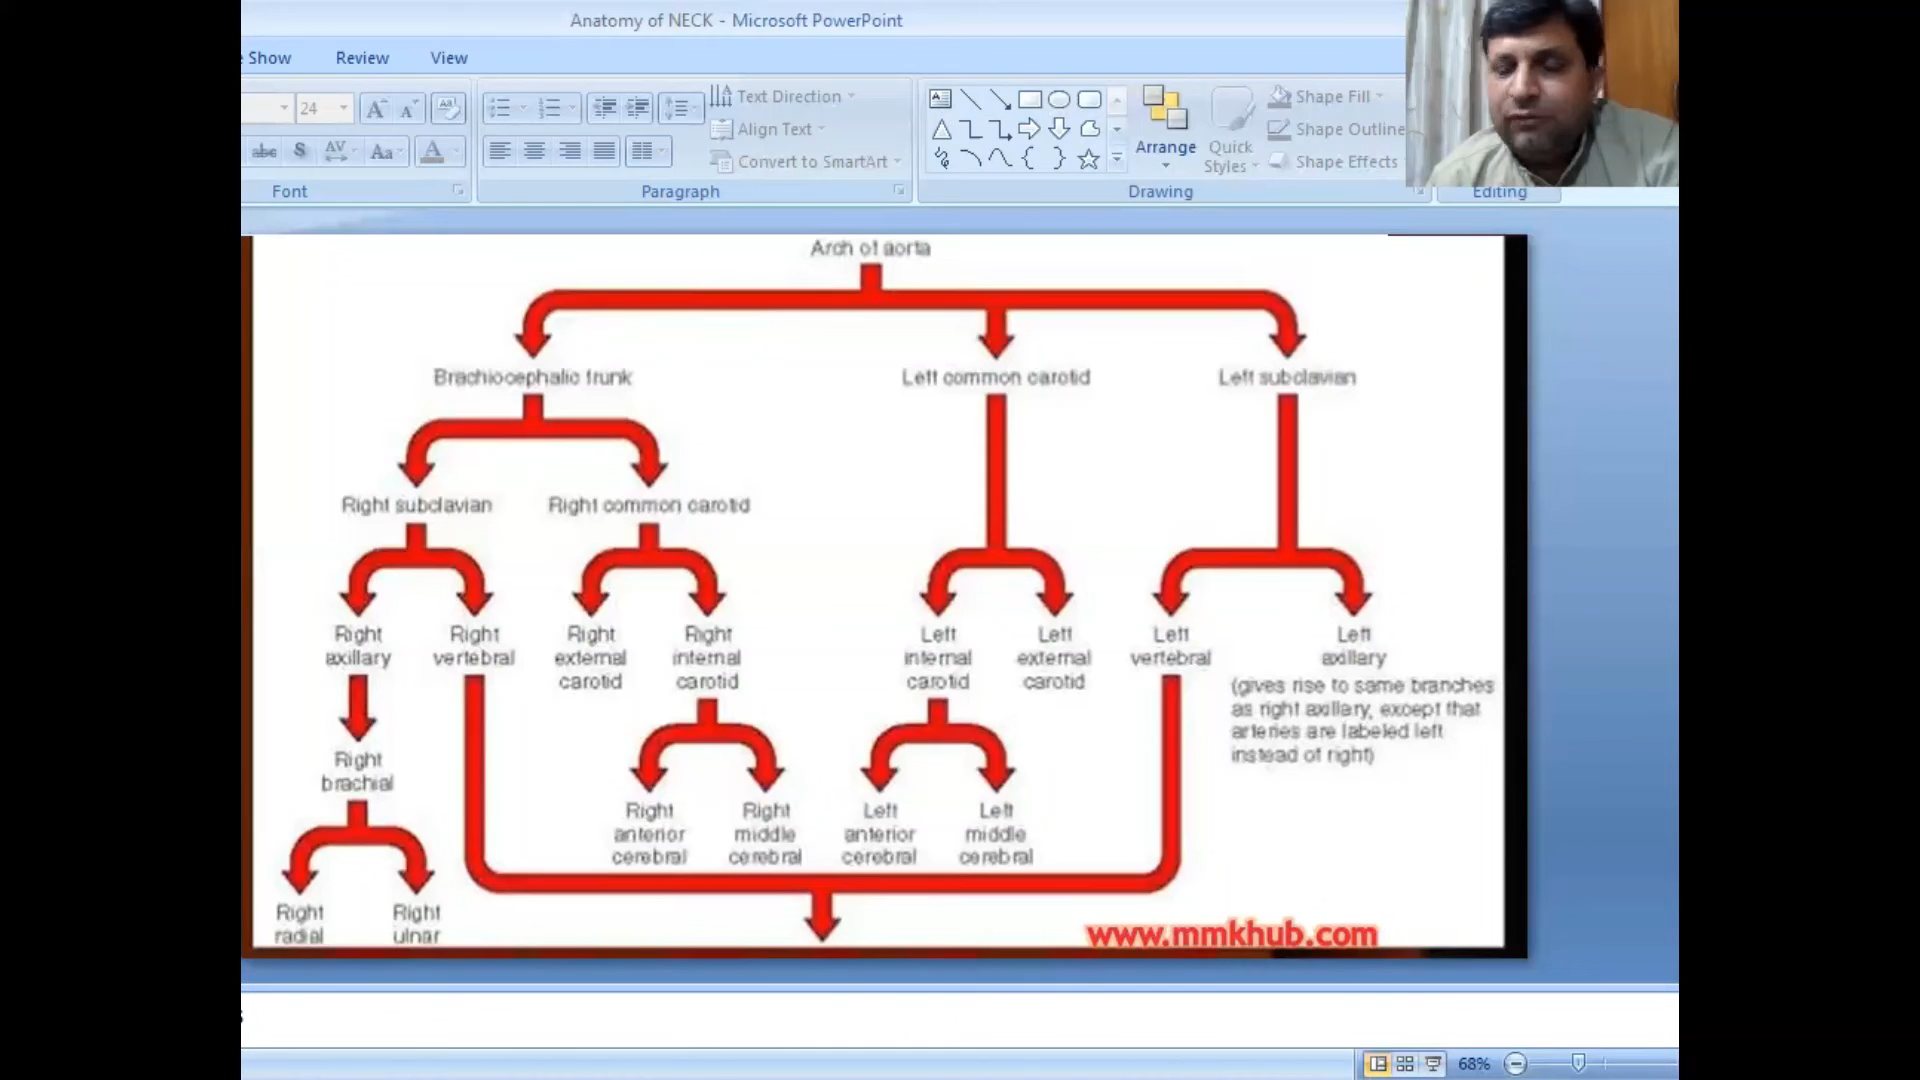 Anatomy of NECK - Microsoft PowerPoint
e Show Review View
24 A A Aa
Text Direction
Align Text
Convert to SmartArt
abc S AV Aa A
Arrange
Quick Styles
Shape Fill
Shape Outline
Shape Effects
Font Paragraph Drawing Editing
Arch of aorta
Brachiocephalic trunk Left common carotid Left subclavian
Right subclavian Right common carotid
Right axillary
Right vertebral
Right external carotid
Right internal carotid
Left internal carotid
Left external carotid
Left vertebral
Left axillary
(gives rise to same branches
as right axillary, except that
arteries are labeled left
instead of right)
Right brachial
Right anterior cerebral
Right middle cerebral
Left anterior cerebral
Left middle cerebral
Right radial
Right ulnar
www.mmkhub.com
68%